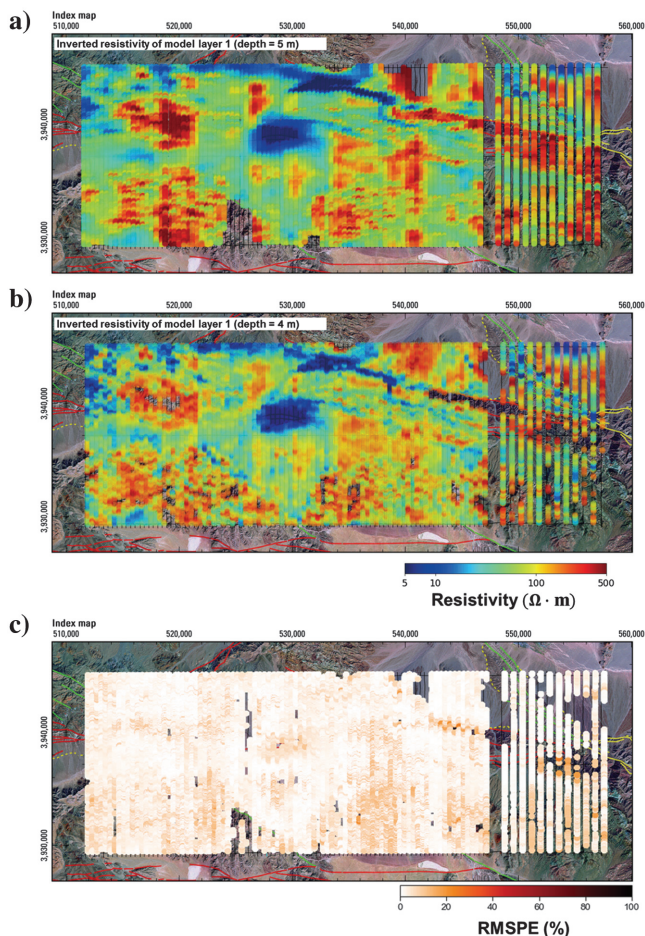 a)
Index map
510,000 520,000 530,000 540,000 550,000 560,000
Inverted resistivity of model layer 1 (depth = 5 m)
3,940,000
3,930,000
b)
Index map
510,000 520,000 530,000 540,000 550,000 560,000
Inverted resistivity of model layer 1 (depth = 4 m)
3,940,000
3,930,000
5 10 100 500
Resistivity (Ω · m)
c)
Index map
510,000 520,000 530,000 540,000 550,000 560,000
3,940,000
3,930,000
0 20 40 60 80 100
RMSPE (%)